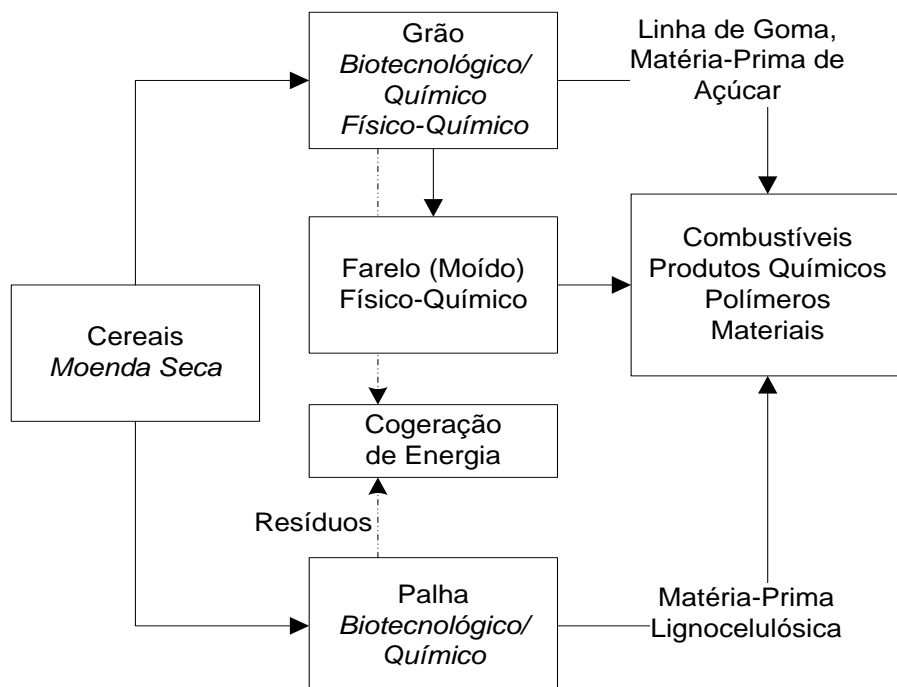 Grão
Biotecnológico/
Químico
Físico-Químico
Linha de Goma,
Matéria-Prima de
Açúcar
Farelo (Moído)
Físico-Químico
Combustíveis
Produtos Químicos
Polímeros
Materiais
Cereais
Moenda Seca
Cogeração
de Energia
Resíduos
Palha
Biotecnológico/
Químico
Matéria-Prima
Lignocelulósica